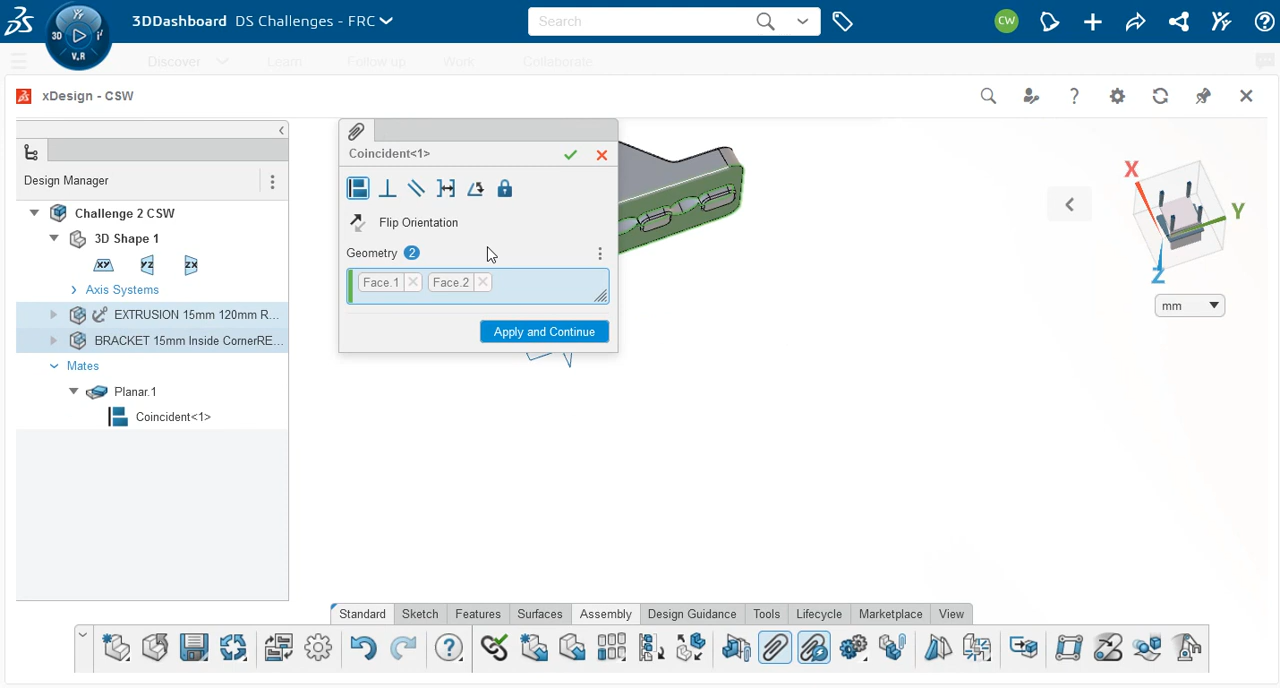 3DDashboard DS Challenges - FRC
Search
CW
3D
V.R
Discover
Learn
Follow up
Work
Collaborate
xDesign - CSW
Design Manager
Challenge 2 CSW
3D Shape 1
XY
YZ
ZX
Axis Systems
EXTRUSION 15mm 120mm R...
BRACKET 15mm Inside CornerRE...
Mates
Planar.1
Coincident<1>
Coincident<1>
Flip Orientation
Geometry 2
Face.1
Face.2
Apply and Continue
X
Y
Z
mm
Standard Sketch Features Surfaces Assembly Design Guidance Tools Lifecycle Marketplace View